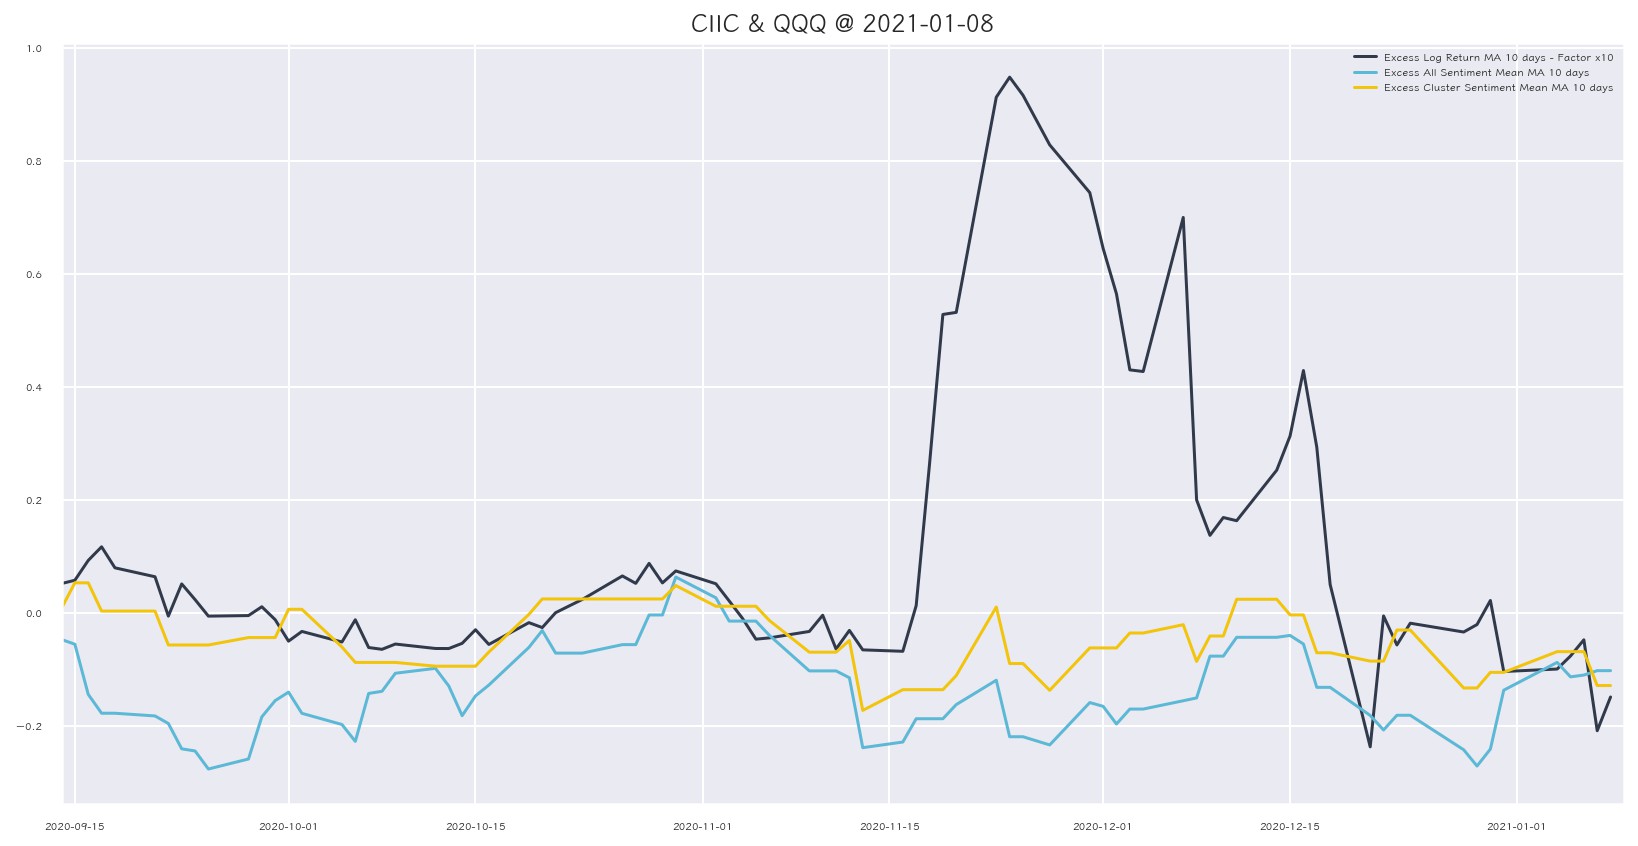 CIIC & QQQ @ 2021-01-08
Excess Log Return MA 10 days - Factor x10
Excess All Sentiment Mean MA 10 days
Excess Cluster Sentiment Mean MA 10 days
1.0
0.8
0.6
0.4
0.2
0.0
−0.2
2020-09-15 2020-10-01 2020-10-15 2020-11-01 2020-11-15 2020-12-01 2020-12-15 2021-01-01